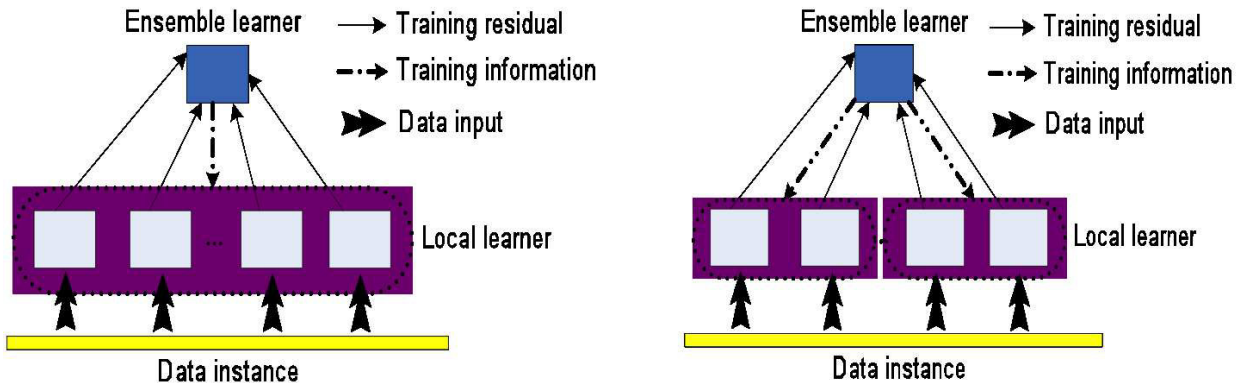 Ensemble learner
Training residual
Training information
Data input
...
Local learner
Data instance
Ensemble learner
Training residual
Training information
Data input
Local learner
Data instance